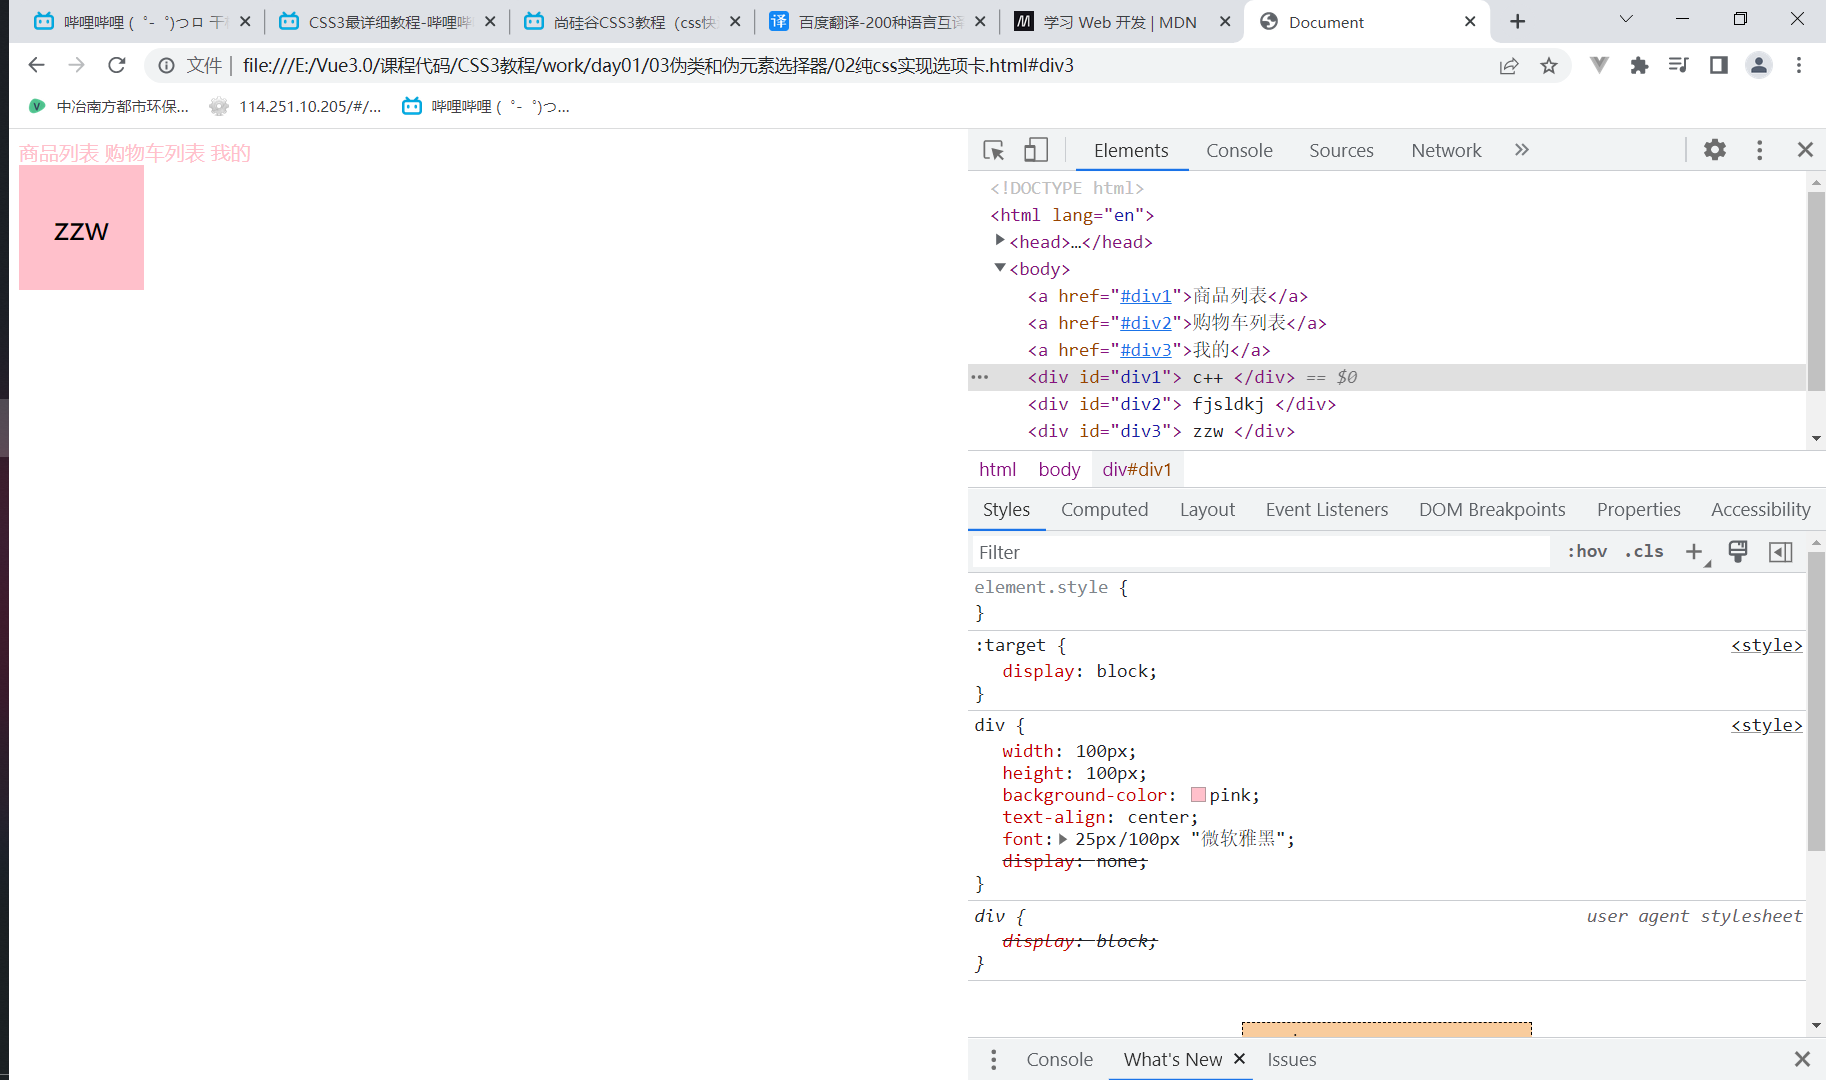 哔哩哔哩 (゜-゜)つロ 干
CSS3最详细教程-哔哩哔
尚硅谷CSS3教程（css快
百度翻译-200种语言互译
学习 Web 开发 | MDN
Document
文件 | file:///E:/Vue3.0/课程代码/CSS3教程/work/day01/03伪类和伪元素选择器/02纯css实现选项卡.html#div3
中冶南方都市环保... 114.251.10.205/#/... 哔哩哔哩 (゜-゜)つ...
商品列表 购物车列表 我的
zzw
Elements Console Sources Network »
<!DOCTYPE html>
<html lang="en">
<head>…</head>
<body>
<a href="#div1">商品列表</a>
<a href="#div2">购物车列表</a>
<a href="#div3">我的</a>
<div id="div1"> c++ </div> == $0
<div id="div2"> fjsldkj </div>
<div id="div3"> zzw </div>
html body div#div1
Styles Computed Layout Event Listeners DOM Breakpoints Properties Accessibility
Filter :hov .cls +
element.style {
}
:target { <style>
display: block;
}
div { <style>
width: 100px;
height: 100px;
background-color: pink;
text-align: center;
font: 25px/100px "微软雅黑";
display: none;
}
div { user agent stylesheet
display: block;
}
Console What's New Issues